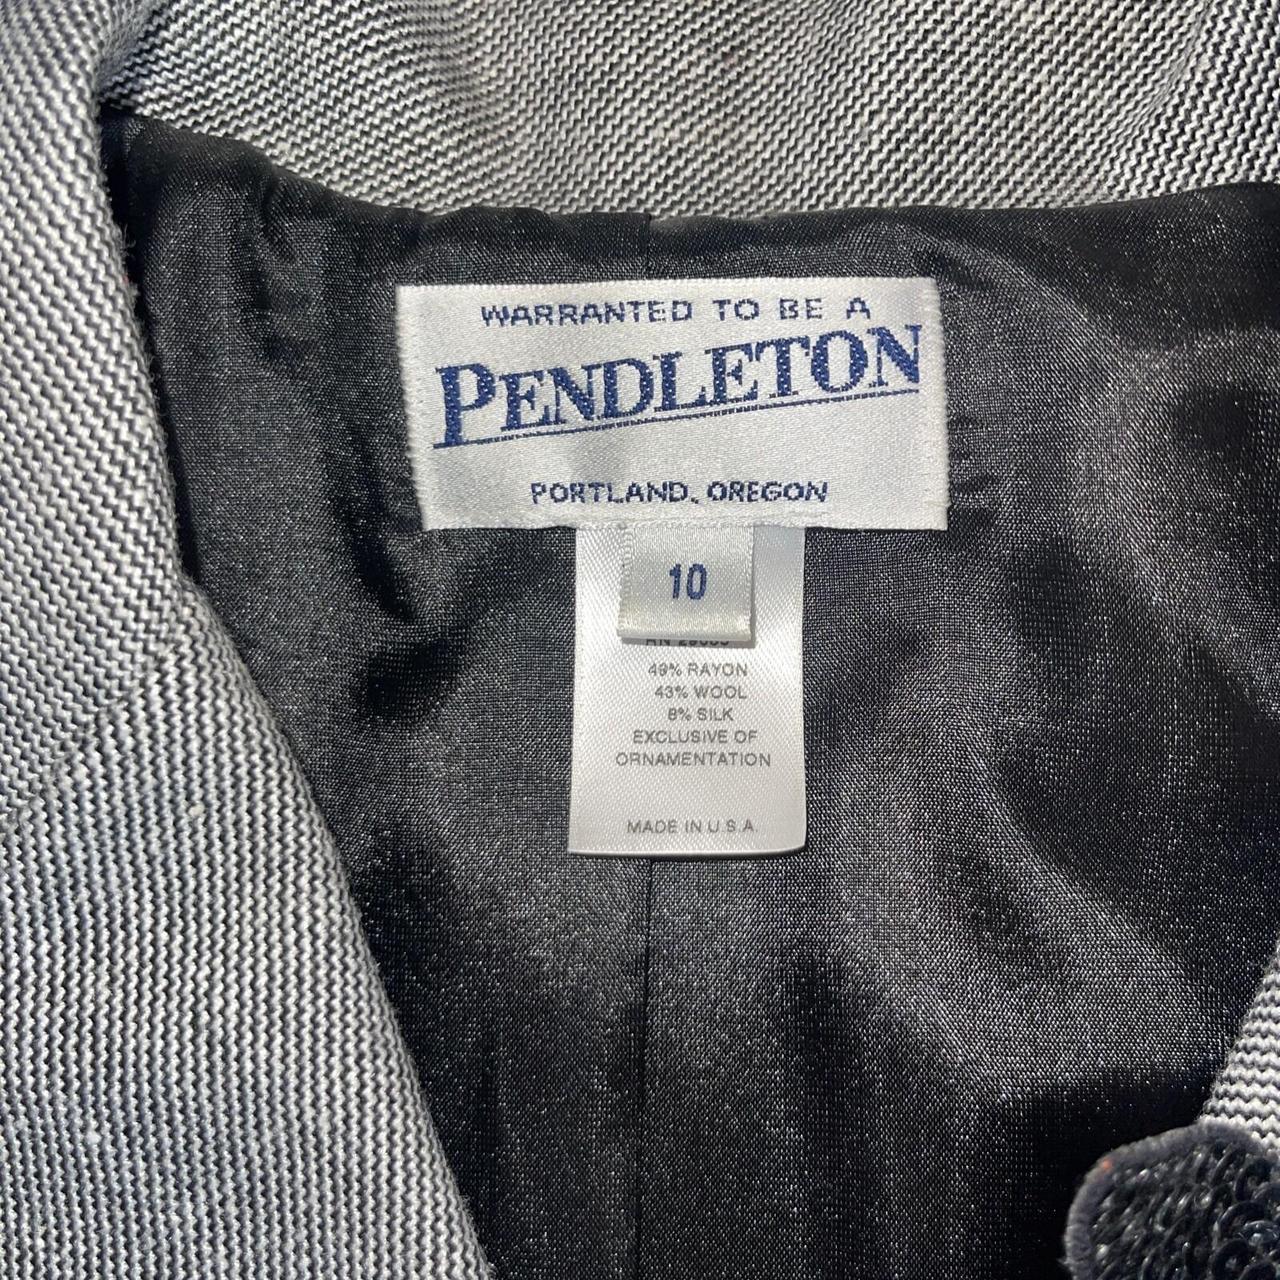 WARRANTED TO BE A
PENDLETON
PORTLAND, OREGON
10
49% RAYON
43% WOOL
8% SILK
EXCLUSIVE OF
ORNAMENTATION
MADE IN U.S.A.